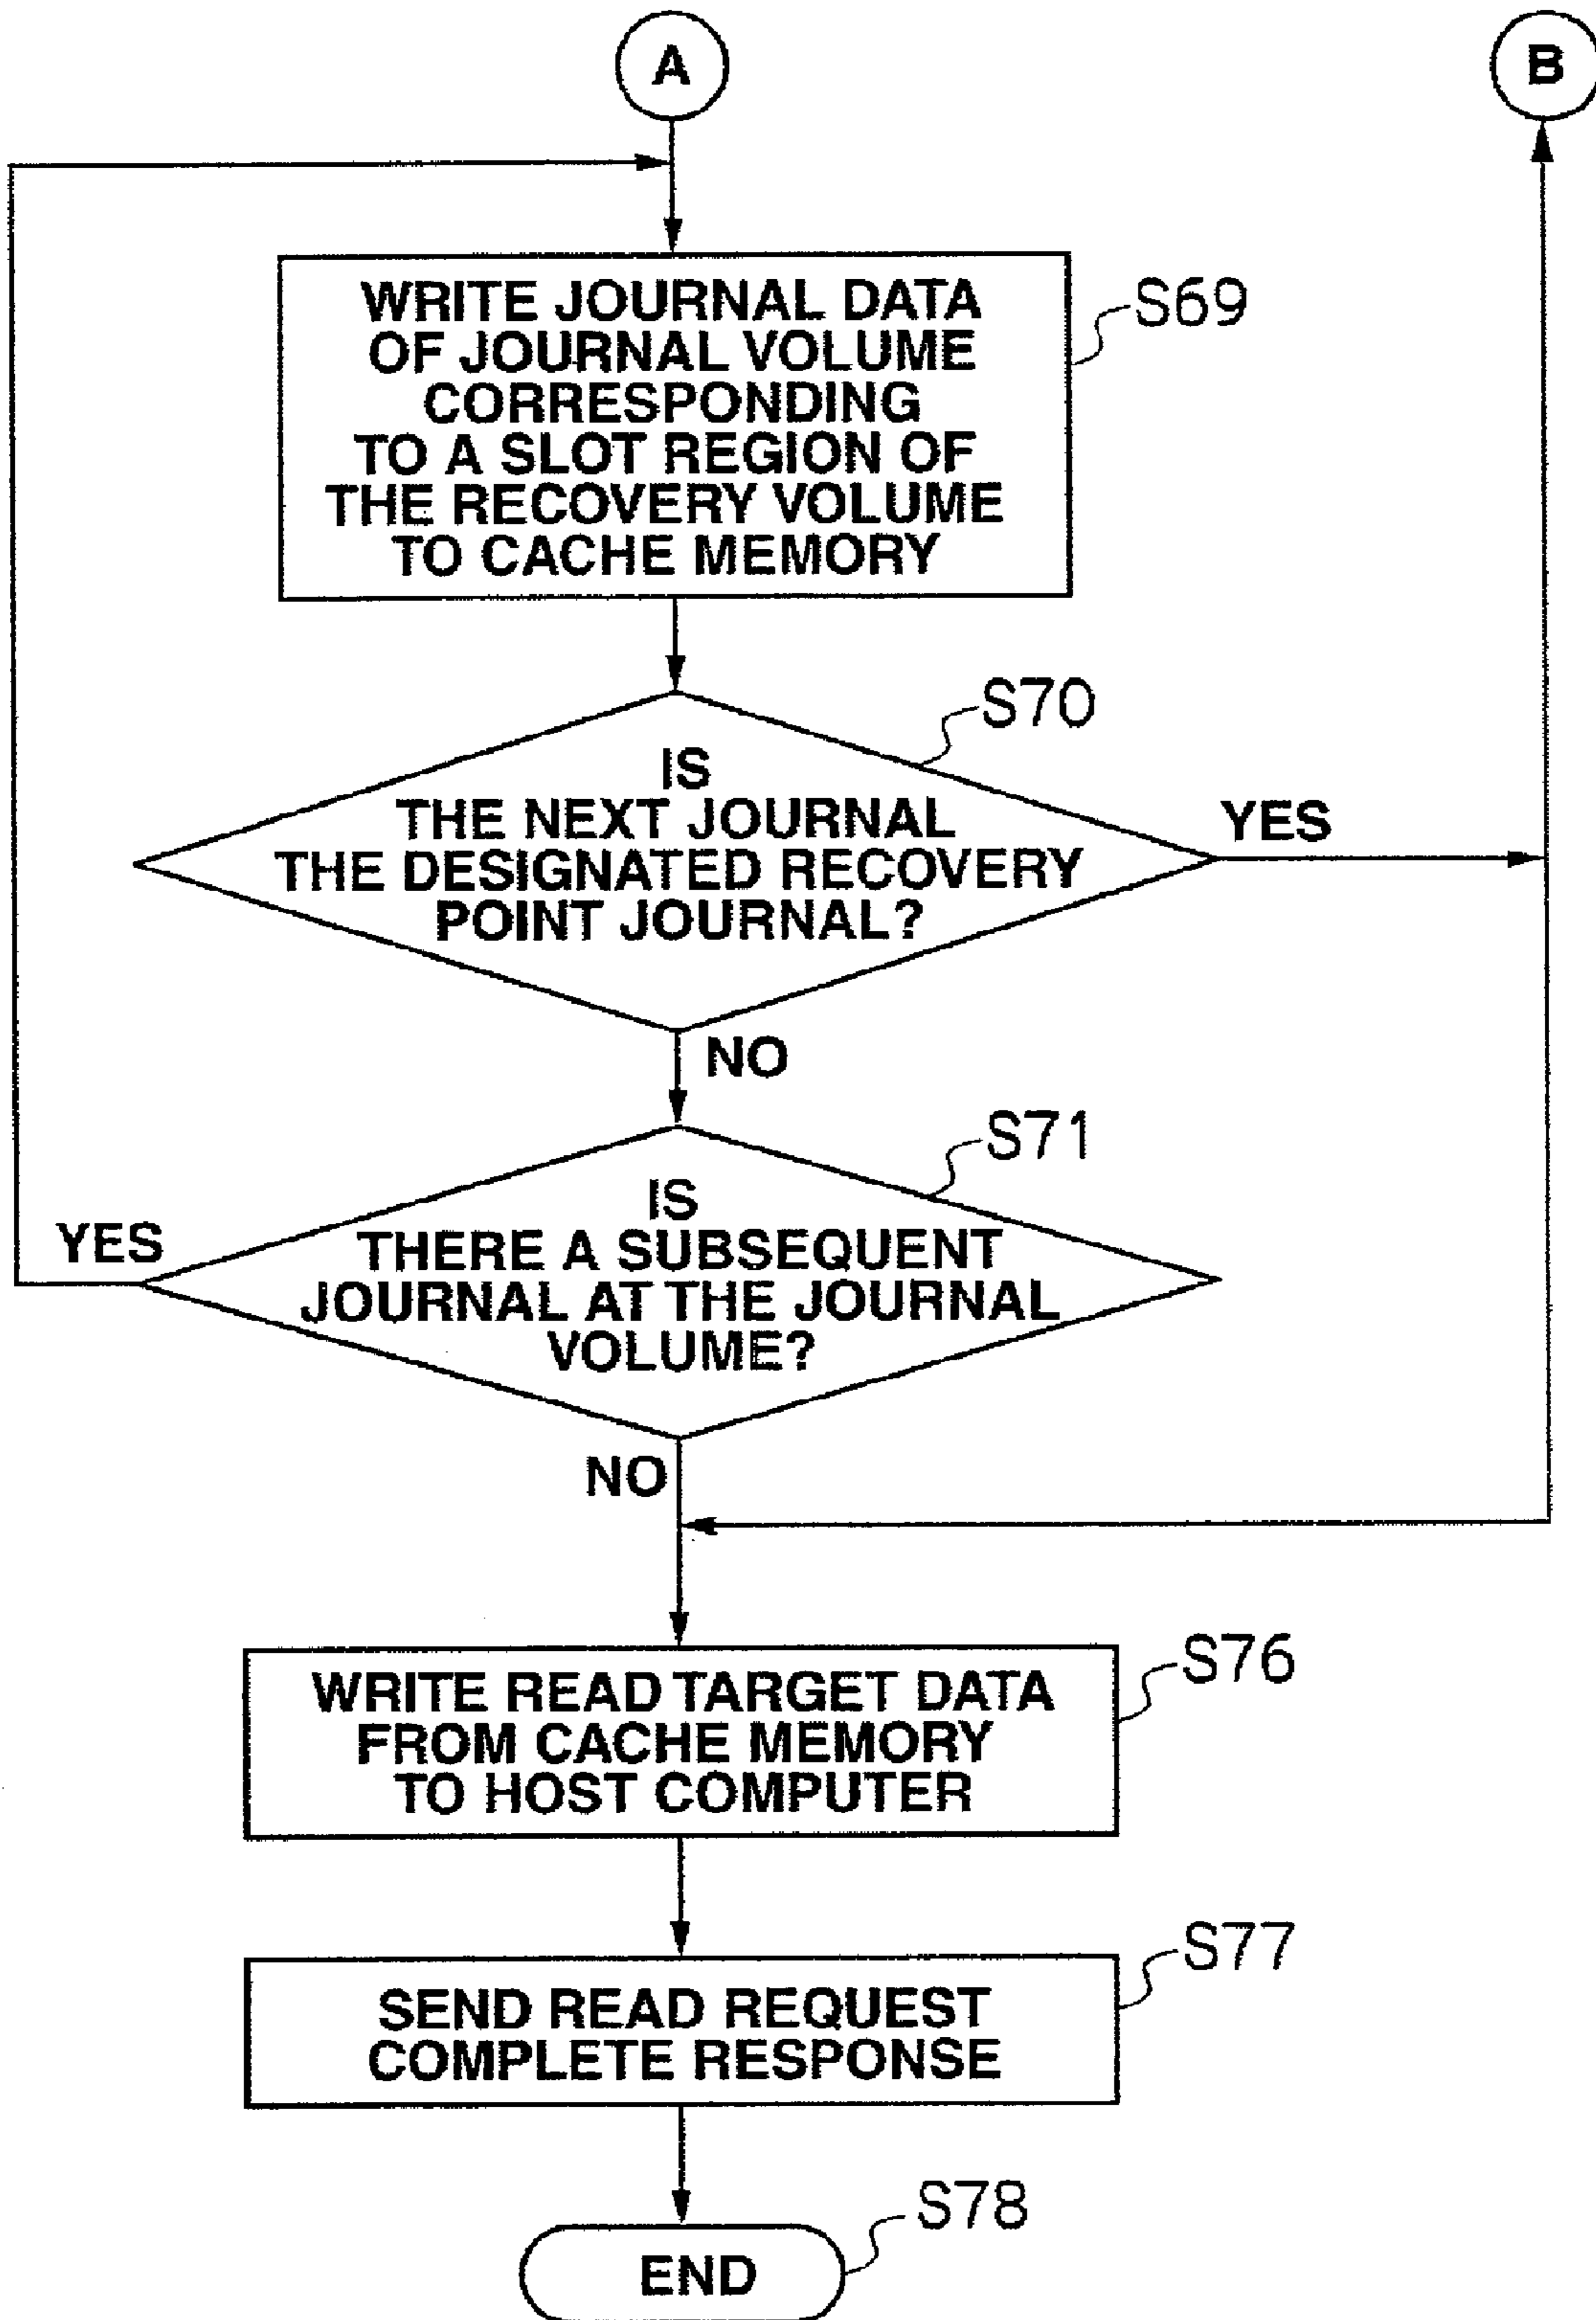 A
B
WRITE JOURNAL DATA
OF JOURNAL VOLUME
CORRESPONDING
TO A SLOT REGION OF
THE RECOVERY VOLUME
TO CACHE MEMORY
S69
S70
IS
THE NEXT JOURNAL
THE DESIGNATED RECOVERY
POINT JOURNAL?
YES
NO
S71
IS
THERE A SUBSEQUENT
JOURNAL AT THE JOURNAL
VOLUME?
YES
NO
WRITE READ TARGET DATA
FROM CACHE MEMORY
TO HOST COMPUTER
S76
SEND READ REQUEST
COMPLETE RESPONSE
S77
END
S78